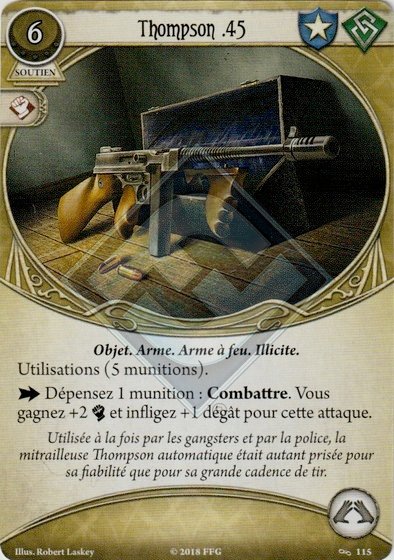 6
Thompson .45
SOUTIEN
Objet. Arme. Arme à feu. Illicite.
Utilisations (5 munitions).
Dépensez 1 munition : Combattre. Vous
gagnez +2 et infligez +1 dégât pour cette attaque.
Utilisée à la fois par les gangsters et par la police, la
mitrailleuse Thompson automatique était autant prisée pour
sa fiabilité que pour sa grande cadence de tir.
Illus. Robert Laskey
© 2018 FFG
115